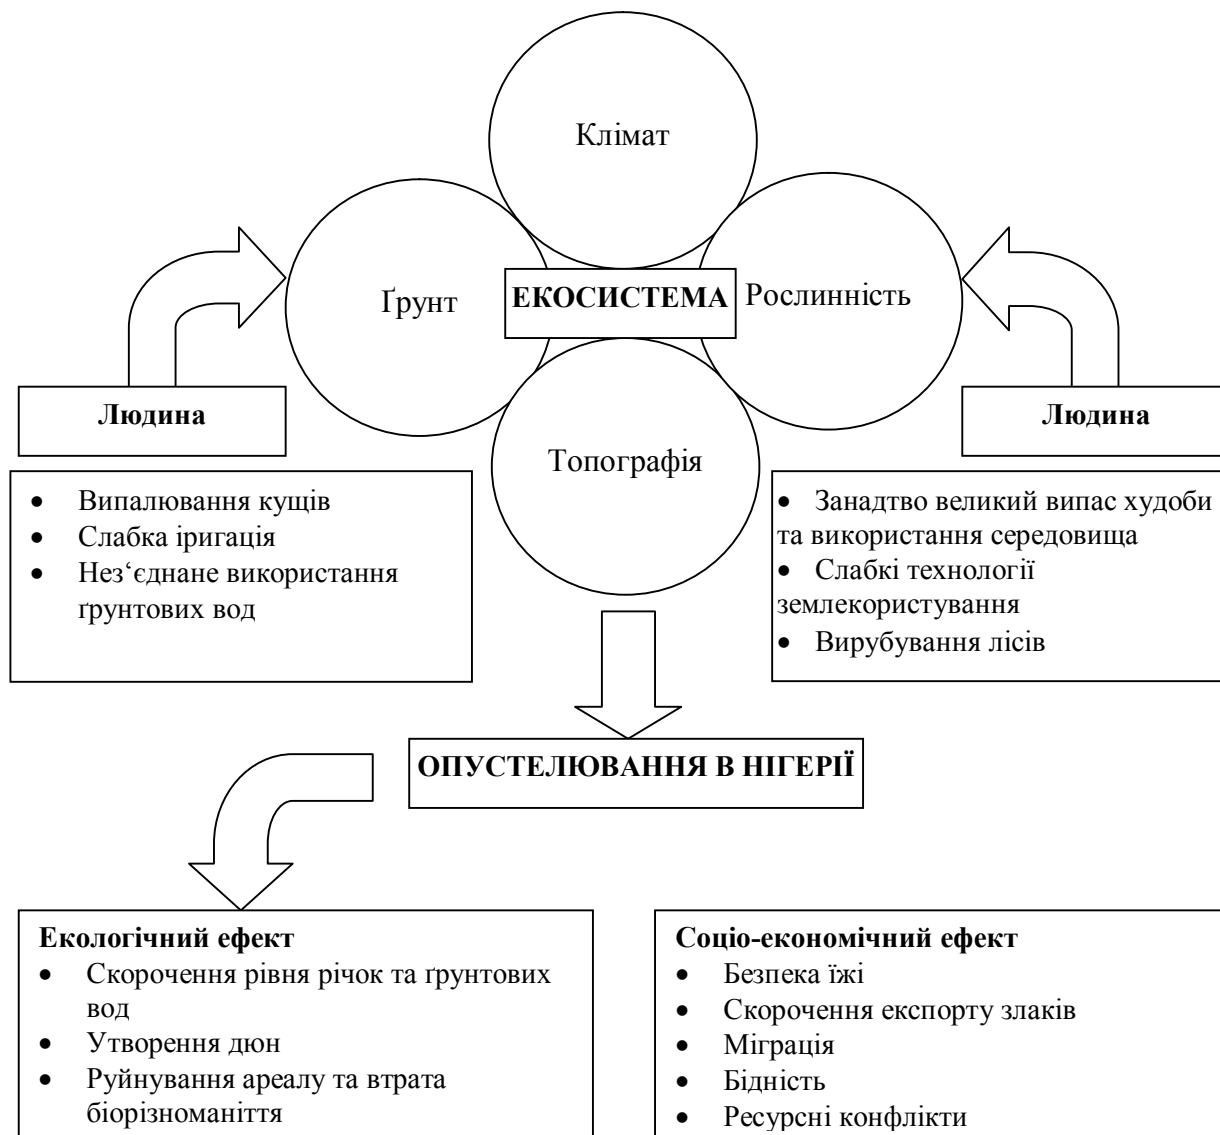 Клімат
Ґрунт
ЕКОСИСТЕМА
Рослинність
Людина
Людина
Топографія
• Випалювання кущів
• Слабка іригація
• Нез‘єднане використання
ґрунтових вод
• Занадтво великий випас худоби
та використання середовища
• Слабкі технології
землекористування
• Вирубування лісів
ОПУСТЕЛЮВАННЯ В НІГЕРІЇ
Екологічний ефект
• Скорочення рівня річок та ґрунтових
вод
• Утворення дюн
• Руйнування ареалу та втрата
біорізноманіття
Соціо-економічний ефект
• Безпека їжі
• Скорочення експорту злаків
• Міграція
• Бідність
• Ресурсні конфлікти